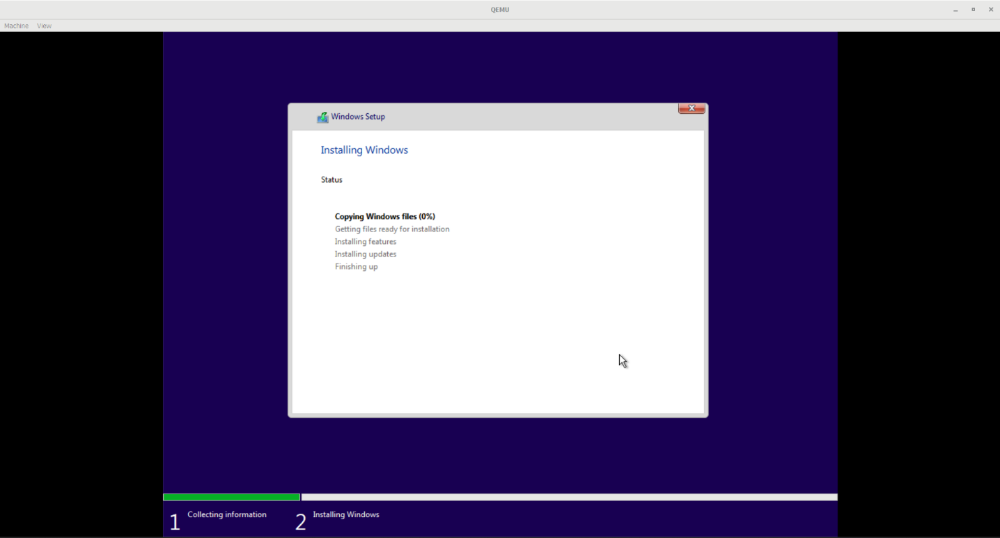 QEMU
Machine View
Windows Setup
Installing Windows
Status
Copying Windows files (0%)
Getting files ready for installation
Installing features
Installing updates
Finishing up
1 Collecting information 2 Installing Windows